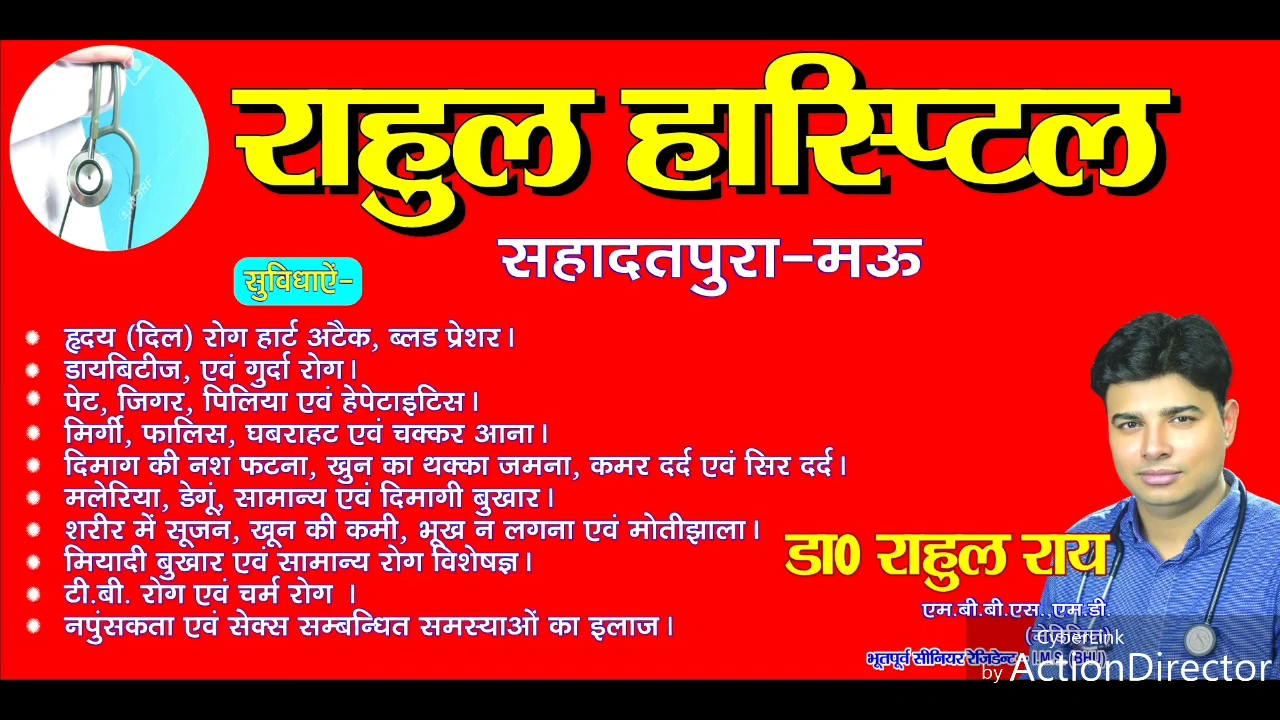 राहुल हास्पिटल
सहादतपुरा-मऊ
सुविधाऐं-
हृदय (दिल) रोग हार्ट अटैक, ब्लड प्रेशर।
डायबिटीज, एवं गुर्दा रोग।
पेट, जिगर, पिलिया एवं हेपेटाइटिस।
मिर्गी, फालिस, घबराहट एवं चक्कर आना।
दिमाग की नश फटना, खुन का थक्का जमना, कमर दर्द एवं सिर दर्द।
मलेरिया, डेगूं, सामान्य एवं दिमागी बुखार।
शरीर में सूजन, खून की कमी, भूख न लगना एवं मोतीझाला।
मियादी बुखार एवं सामान्य रोग विशेषज्ञ।
टी.बी. रोग एवं चर्म रोग ।
नपुंसकता एवं सेक्स सम्बन्धित समस्याओं का इलाज।
डा0 राहुल राय
एम.बी.बी.एस. एम.डी.
भूतपूर्व सीनियर रेजिडेन्ट - I.M.S. (BHU)
CyberLink
by ActionDirector